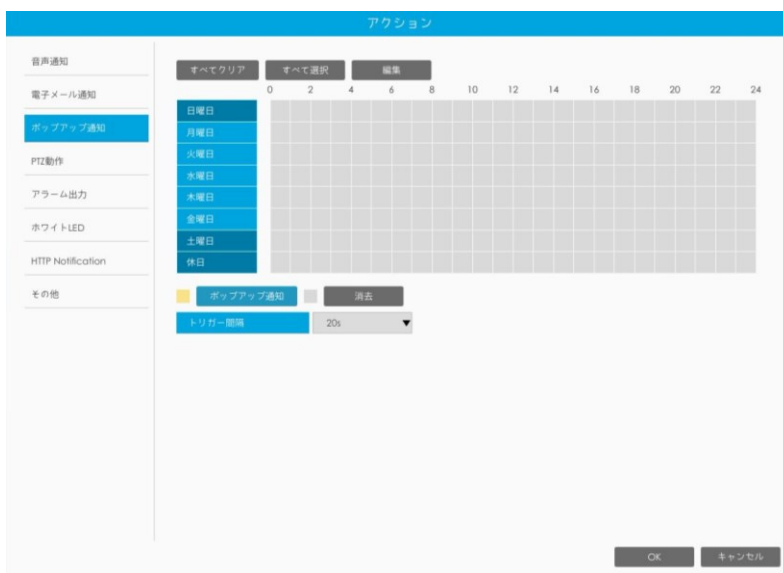 アクション
音声通知
電子メール通知
ポップアップ通知
PTZ動作
アラーム出力
ホワイトLED
HTTP Notification
その他
すべてクリア すべて選択 編集
0 2 4 6 8 10 12 14 16 18 20 22 24
日曜日
月曜日
火曜日
水曜日
木曜日
金曜日
土曜日
休日
ポップアップ通知 消去
トリガー間隔 20s
OK キャンセル